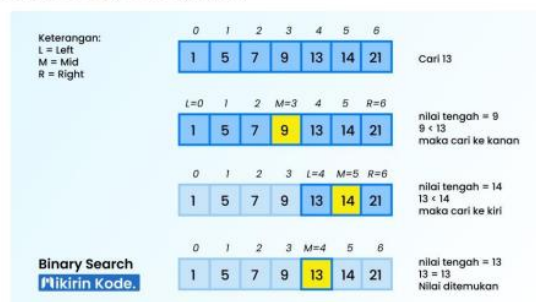 Keterangan:
L = Left
M = Mid
R = Right
0 1 2 3 4 5 6
1 5 7 9 13 14 21
Cari 13
L=0 1 2 M=3 4 5 R=6
1 5 7 9 13 14 21
nilai tengah = 9
9 < 13
maka cari ke kanan
0 1 2 3 L=4 M=5 R=6
1 5 7 9 13 14 21
nilai tengah = 14
13 < 14
maka cari ke kiri
0 1 2 3 M=4 5 6
1 5 7 9 13 14 21
nilai tengah = 13
13 = 13
Nilai ditemukan
Binary Search
Mikirin Kode.